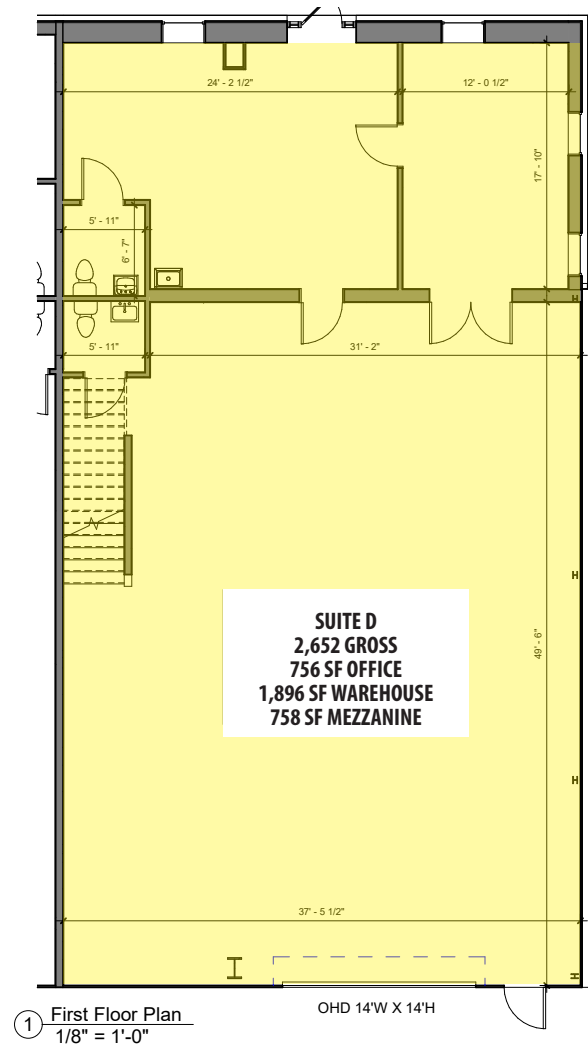 24' - 2 1/2"
12' - 0 1/2"
17' - 10"
5' - 11"
6' - 7"
5' - 11"
31' - 2"
SUITE D
2,652 GROSS
756 SF OFFICE
1,896 SF WAREHOUSE
758 SF MEZZANINE
49' - 6"
37' - 5 1/2"
OHD 14'W X 14'H
1 First Floor Plan
1/8" = 1'-0"